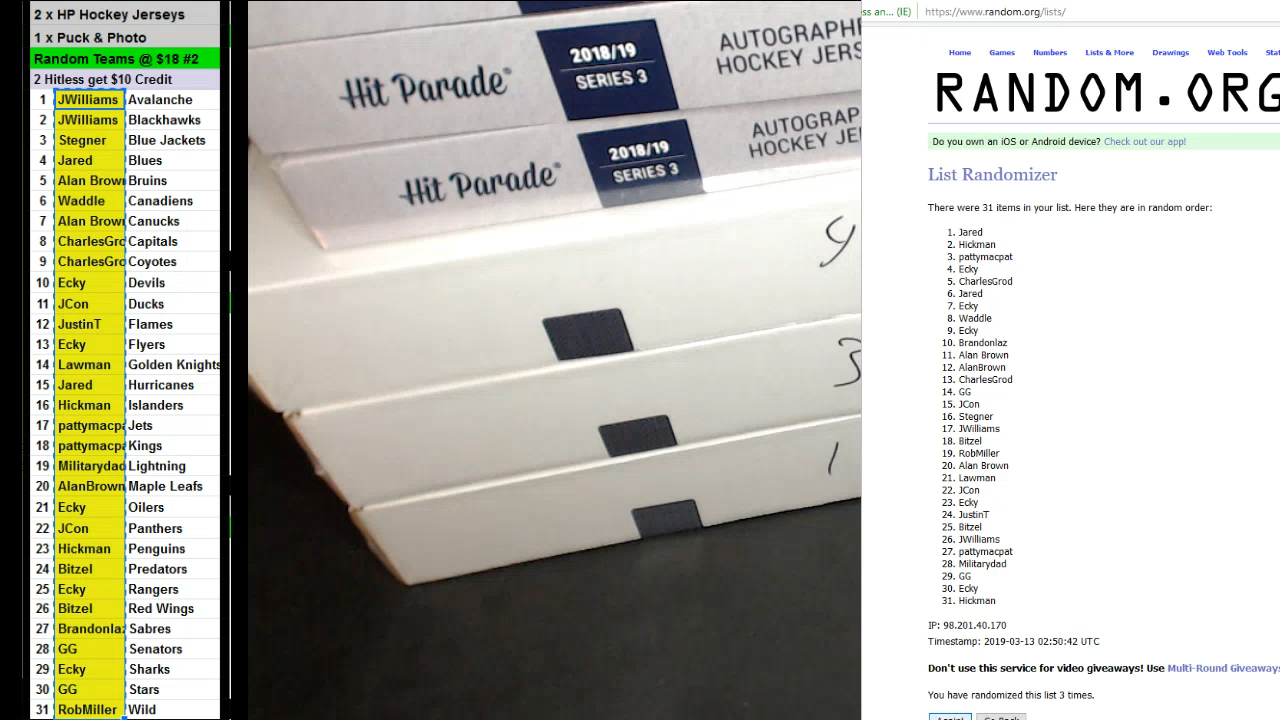 2 x HP Hockey Jerseys
1 x Puck & Photo
Random Teams @ $18 #2
2 Hitless get $10 Credit
1 JWilliams Avalanche
2 JWilliams Blackhawks
3 Stegner Blue Jackets
4 Jared Blues
5 Alan Brown Bruins
6 Waddle Canadiens
7 Alan Brown Canucks
8 CharlesGro Capitals
9 CharlesGro Coyotes
10 Ecky Devils
11 JCon Ducks
12 JustinT Flames
13 Ecky Flyers
14 Lawman Golden Knights
15 Jared Hurricanes
16 Hickman Islanders
17 pattymacpa Jets
18 pattymacpa Kings
19 Militarydad Lightning
20 AlanBrown Maple Leafs
21 Ecky Oilers
22 JCon Panthers
23 Hickman Penguins
24 Bitzel Predators
25 Ecky Rangers
26 Bitzel Red Wings
27 Brandonlaz Sabres
28 GG Senators
29 Ecky Sharks
30 GG Stars
31 RobMiller Wild
Hit Parade®
2018/19
SERIES 3
AUTOGRAPH
HOCKEY JERS
Hit Parade®
2018/19
SERIES 3
AUTOGRAP
HOCKEY JE
9
3
1
ss an... (IE) https://www.random.org/lists/
Home Games Numbers Lists & More Drawings Web Tools Stat
RANDOM.ORG
Do you own an iOS or Android device? Check out our app!
List Randomizer
There were 31 items in your list. Here they are in random order:
1. Jared
2. Hickman
3. pattymacpat
4. Ecky
5. CharlesGrod
6. Jared
7. Ecky
8. Waddle
9. Ecky
10. Brandonlaz
11. Alan Brown
12. AlanBrown
13. CharlesGrod
14. GG
15. JCon
16. Stegner
17. JWilliams
18. Bitzel
19. RobMiller
20. Alan Brown
21. Lawman
22. JCon
23. Ecky
24. JustinT
25. Bitzel
26. JWilliams
27. pattymacpat
28. Militarydad
29. GG
30. Ecky
31. Hickman
IP: 98.201.40.170
Timestamp: 2019-03-13 02:50:42 UTC
Don't use this service for video giveaways! Use Multi-Round Giveaways
You have randomized this list 3 times.
Again! Go Back